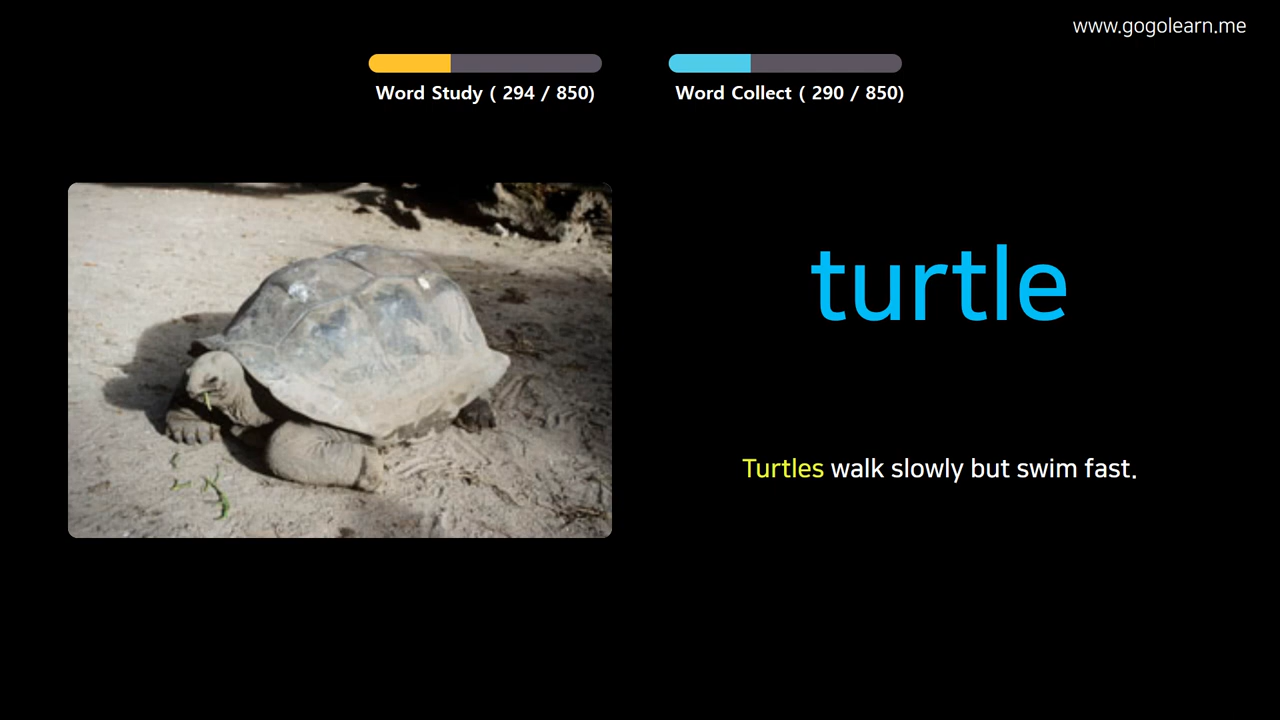 www.gogolearn.me
Word Study ( 294 / 850)
Word Collect ( 290 / 850)
turtle
Turtles walk slowly but swim fast.